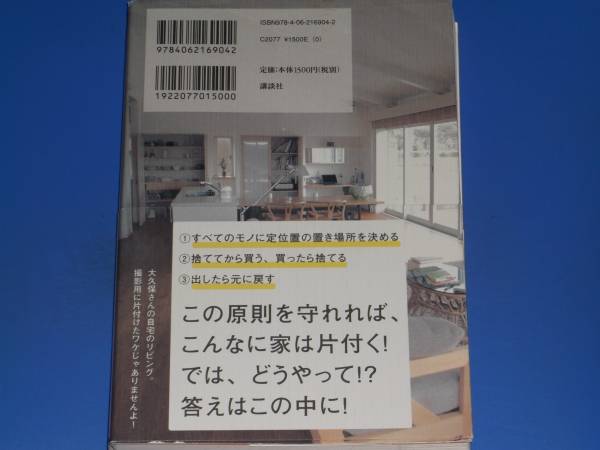 9784062169042
1922077015000
ISBN978-4-06-216904-2
C2077 ¥1500E (0)
定価:本体1500円(税別)
講談社
①すべてのモノに定位置の置き場所を決める
②捨ててから買う、買ったら捨てる
③出したら元に戻す
この原則を守れれば、
こんなに家は片付く!
では、どうやって!?
答えはこの中に!
大久保さんの自宅のリビング。
撮影用に片付けたワケじゃありませんよ!